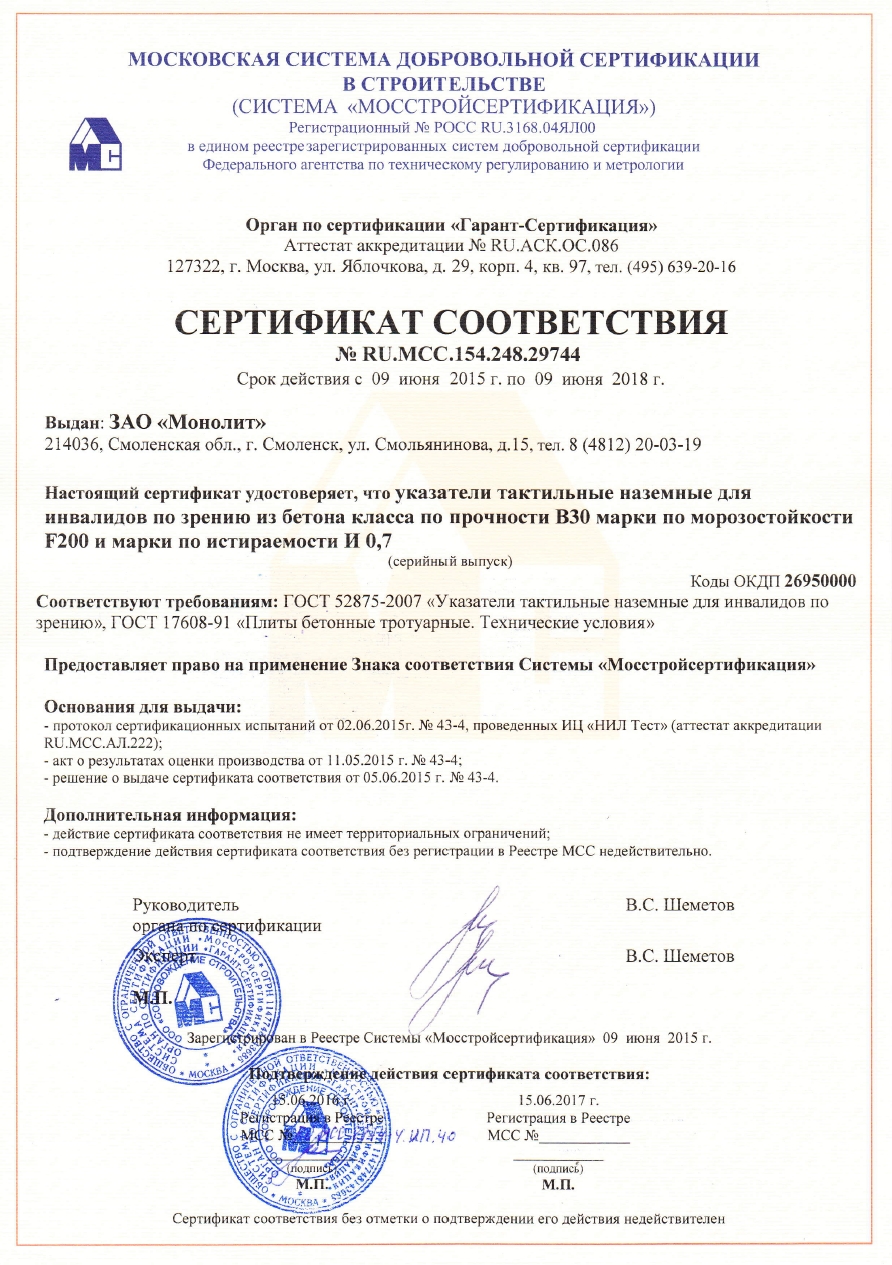 МОСКОВСКАЯ СИСТЕМА ДОБРОВОЛЬНОЙ СЕРТИФИКАЦИИ
В СТРОИТЕЛЬСТВЕ
(СИСТЕМА «МОССТРОЙСЕРТИФИКАЦИЯ»)
Регистрационный № РОСС RU.3168.04ЯЛ00
в едином реестре зарегистрированных систем добровольной сертификации
Федерального агентства по техническому регулированию и метрологии
МС
Орган по сертификации «Гарант-Сертификация»
Аттестат аккредитации № RU.АСК.ОС.086
127322, г. Москва, ул. Яблочкова, д. 29, корп. 4, кв. 97, тел. (495) 639-20-16
СЕРТИФИКАТ СООТВЕТСТВИЯ
№ RU.МСС.154.248.29744
Срок действия с 09 июня 2015 г. по 09 июня 2018 г.
Выдан: ЗАО «Монолит»
214036, Смоленская обл., г. Смоленск, ул. Смольянинова, д.15, тел. 8 (4812) 20-03-19
Настоящий сертификат удостоверяет, что указатели тактильные наземные для
инвалидов по зрению из бетона класса по прочности В30 марки по морозостойкости
F200 и марки по истираемости И 0,7
(серийный выпуск)
Коды ОКДП 26950000
Соответствуют требованиям: ГОСТ 52875-2007 «Указатели тактильные наземные для инвалидов по
зрению», ГОСТ 17608-91 «Плиты бетонные тротуарные. Технические условия»
Предоставляет право на применение Знака соответствия Системы «Мосстройсертификация»
Основания для выдачи:
- протокол сертификационных испытаний от 02.06.2015г. № 43-4, проведенных ИЦ «НИЛ Тест» (аттестат аккредитации
RU.МСС.АЛ.222);
- акт о результатах оценки производства от 11.05.2015 г. № 43-4;
- решение о выдаче сертификата соответствия от 05.06.2015 г. № 43-4.
Дополнительная информация:
- действие сертификата соответствия не имеет территориальных ограничений;
- подтверждение действия сертификата соответствия без регистрации в Реестре МСС недействительно.
Руководитель В.С. Шеметов
органа по сертификации
Эксперт В.С. Шеметов
М.П.
Зарегистрирован в Реестре Системы «Мосстройсертификация» 09 июня 2015 г.
Подтверждение действия сертификата соответствия:
15.06.2016 г. 15.06.2017 г.
Регистрация в Реестре Регистрация в Реестре
МСС № МСС №
(подпись) (подпись)
М.П. М.П.
Сертификат соответствия без отметки о подтверждении его действия недействителен